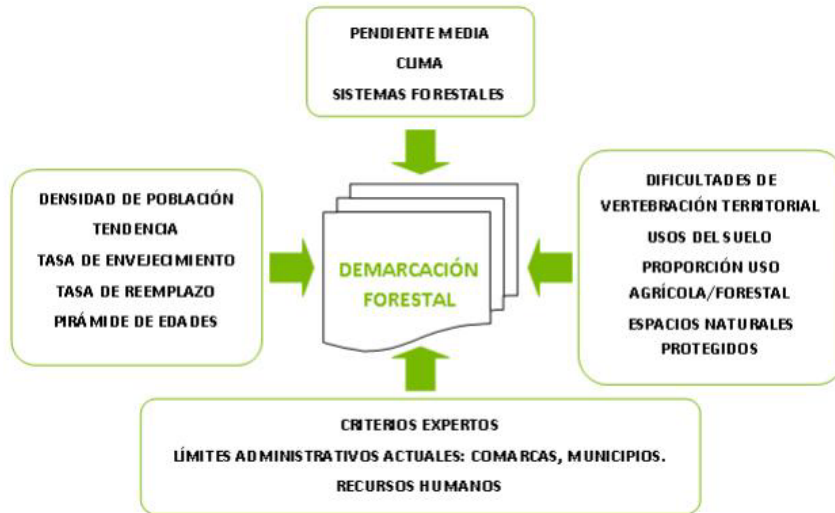 PENDIENTE MEDIA
CLIMA
SISTEMAS FORESTALES
DENSIDAD DE POBLACIÓN
TENDENCIA
TASA DE ENVEJECIMIENTO
TASA DE REEMPLAZO
PIRÁMIDE DE EDADES
DEMARCACIÓN
FORESTAL
DIFICULTADES DE
VERTEBRACIÓN TERRITORIAL
USOS DEL SUELO
PROPORCIÓN USO
AGRÍCOLA/FORESTAL
ESPACIOS NATURALES
PROTEGIDOS
CRITERIOS EXPERTOS
LÍMITES ADMINISTRATIVOS ACTUALES: COMARCAS, MUNICIPIOS.
RECURSOS HUMANOS